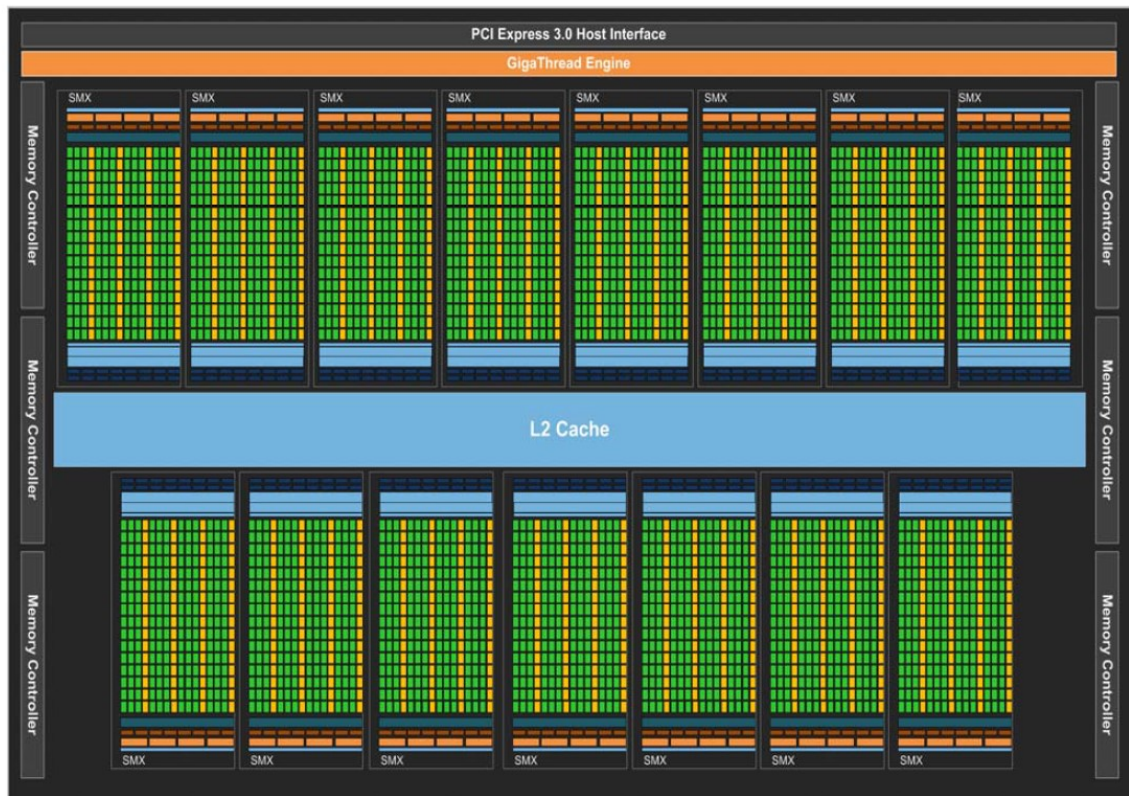 PCI Express 3.0 Host Interface
GigaThread Engine
SMX
SMX
SMX
SMX
SMX
SMX
SMX
SMX
Memory Controller
Memory Controller
Memory Controller
Memory Controller
L2 Cache
Memory Controller
Memory Controller
SMX
SMX
SMX
SMX
SMX
SMX
SMX